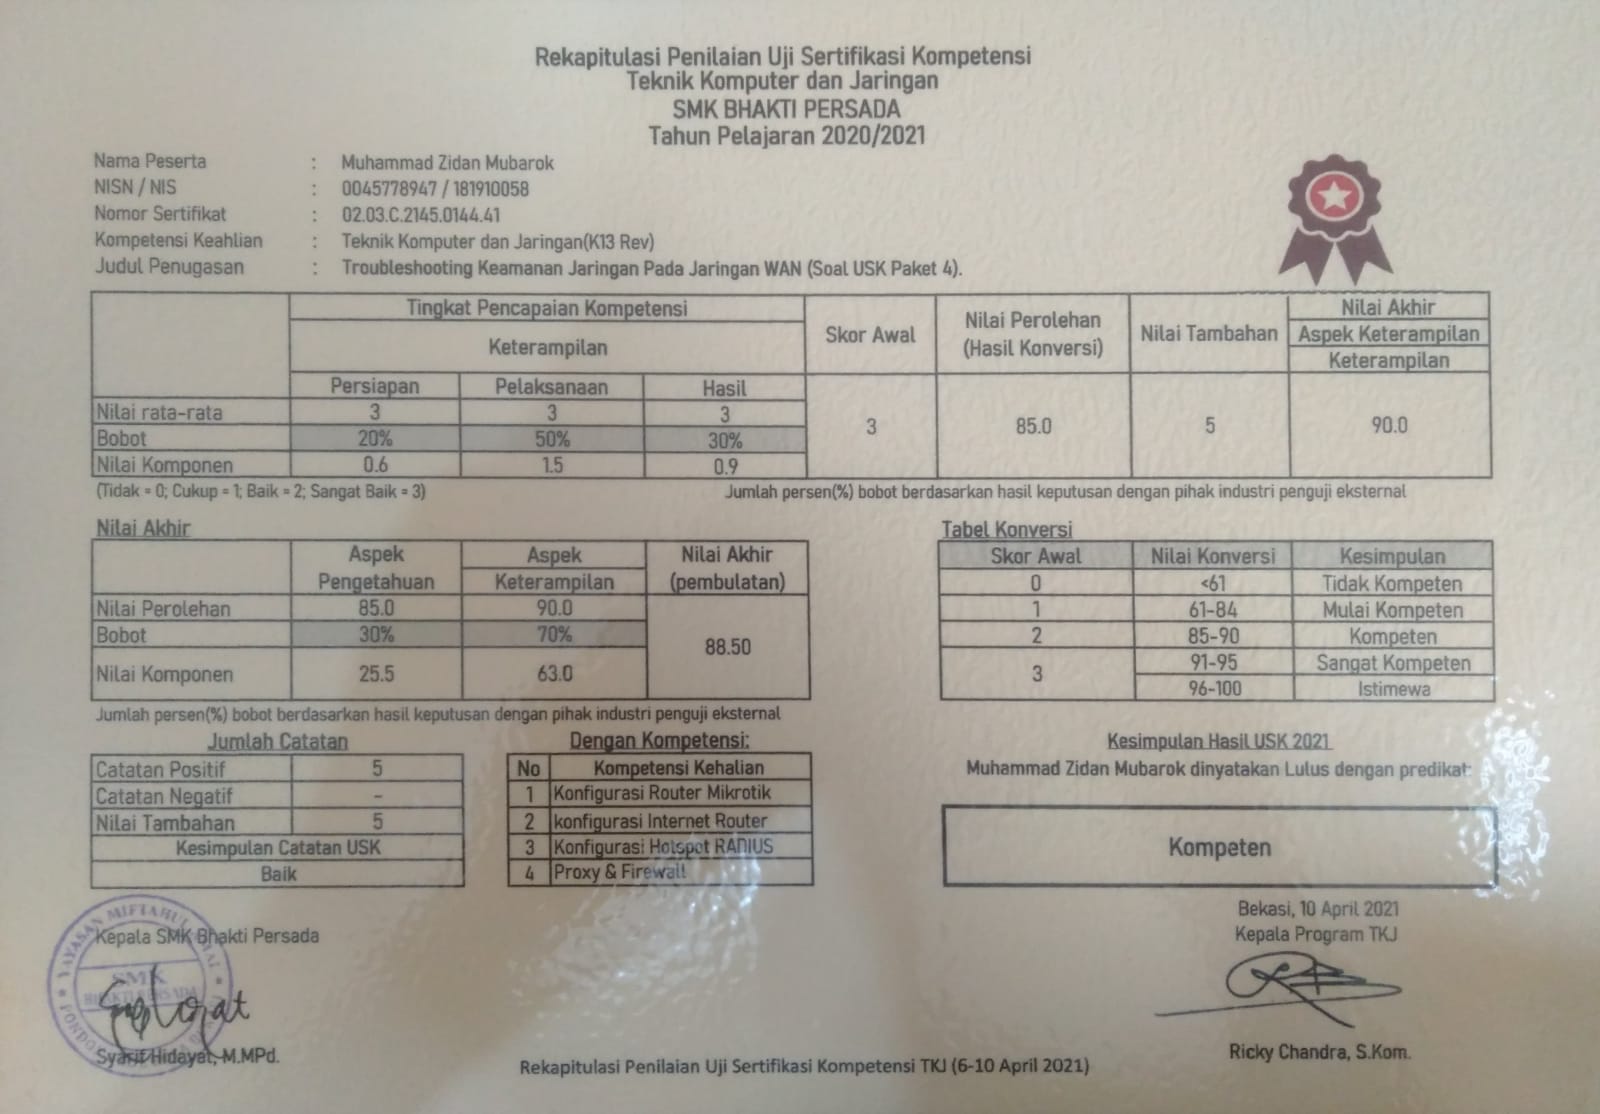 Rekapitulasi Penilaian Uji Sertifikasi Kompetensi
Teknik Komputer dan Jaringan
SMK BHAKTI PERSADA
Tahun Pelajaran 2020/2021
Nama Peserta : Muhammad Zidan Mubarok
NISN / NIS : 0045778947 / 181910058
Nomor Sertifikat : 02.03.C.2145.0144.41
Kompetensi Keahlian : Teknik Komputer dan Jaringan(K13 Rev)
Judul Penugasan : Troubleshooting Keamanan Jaringan Pada Jaringan WAN (Soal USK Paket 4).
Tingkat Pencapaian Kompetensi
Keterampilan
Skor Awal
Nilai Perolehan
(Hasil Konversi)
Nilai Tambahan
Nilai Akhir
Aspek Keterampilan
Keterampilan
Persiapan Pelaksanaan Hasil
Nilai rata-rata 3 3 3
Bobot 20% 50% 30%
Nilai Komponen 0.6 1.5 0.9
3 85.0 5 90.0
(Tidak = 0; Cukup = 1; Baik = 2; Sangat Baik = 3)
Jumlah persen(%) bobot berdasarkan hasil keputusan dengan pihak industri penguji eksternal
Nilai Akhir
Aspek Pengetahuan
Aspek
Keterampilan
Nilai Akhir
(pembulatan)
Nilai Perolehan 85.0 90.0
Bobot 30% 70%
Nilai Komponen 25.5 63.0
88.50
Jumlah persen(%) bobot berdasarkan hasil keputusan dengan pihak industri penguji eksternal
Tabel Konversi
Skor Awal Nilai Konversi Kesimpulan
0 <61 Tidak Kompeten
1 61-84 Mulai Kompeten
2 85-90 Kompeten
3 91-95 Sangat Kompeten
96-100 Istimewa
Jumlah Catatan
Catatan Positif 5
Catatan Negatif -
Nilai Tambahan 5
Kesimpulan Catatan USK
Baik
Dengan Kompetensi:
No Kompetensi Kehalian
1 Konfigurasi Router Mikrotik
2 konfigurasi Internet Router
3 Konfigurasi Hotspot RADIUS
4 Proxy & Firewall
Kesimpulan Hasil USK 2021
Muhammad Zidan Mubarok dinyatakan Lulus dengan predikat:
Kompeten
Bekasi, 10 April 2021
Kepala Program TKJ
Ricky Chandra, S.Kom.
Kepala SMK Bhakti Persada
YAYASAN MIFTAHUL
SMK
BHAKTI PERSADA
Syarif Hidayat, M.MPd.
Rekapitulasi Penilaian Uji Sertifikasi Kompetensi TKJ (6-10 April 2021)